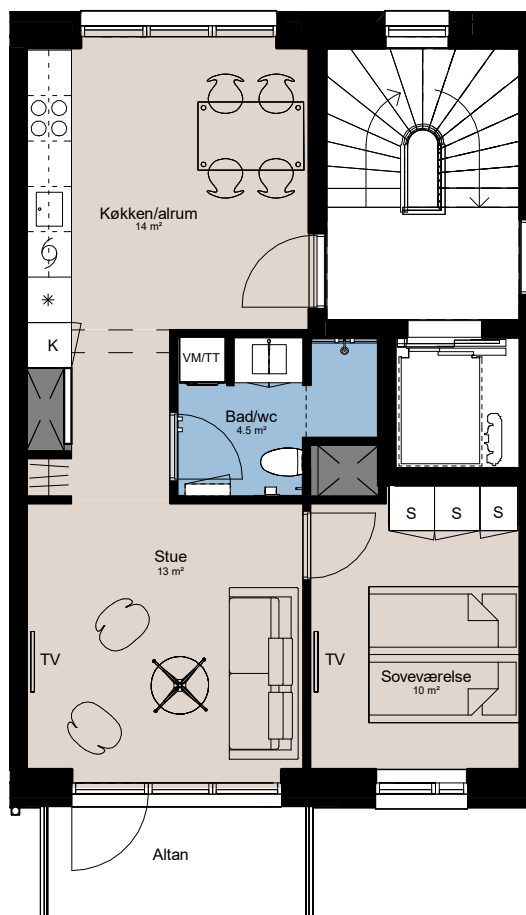 Køkken/alrum
14 m²
K
VM/TT
Bad/wc
4.5 m²
S
S
S
Stue
13 m²
TV
TV
Soveværelse
10 m²
Altan